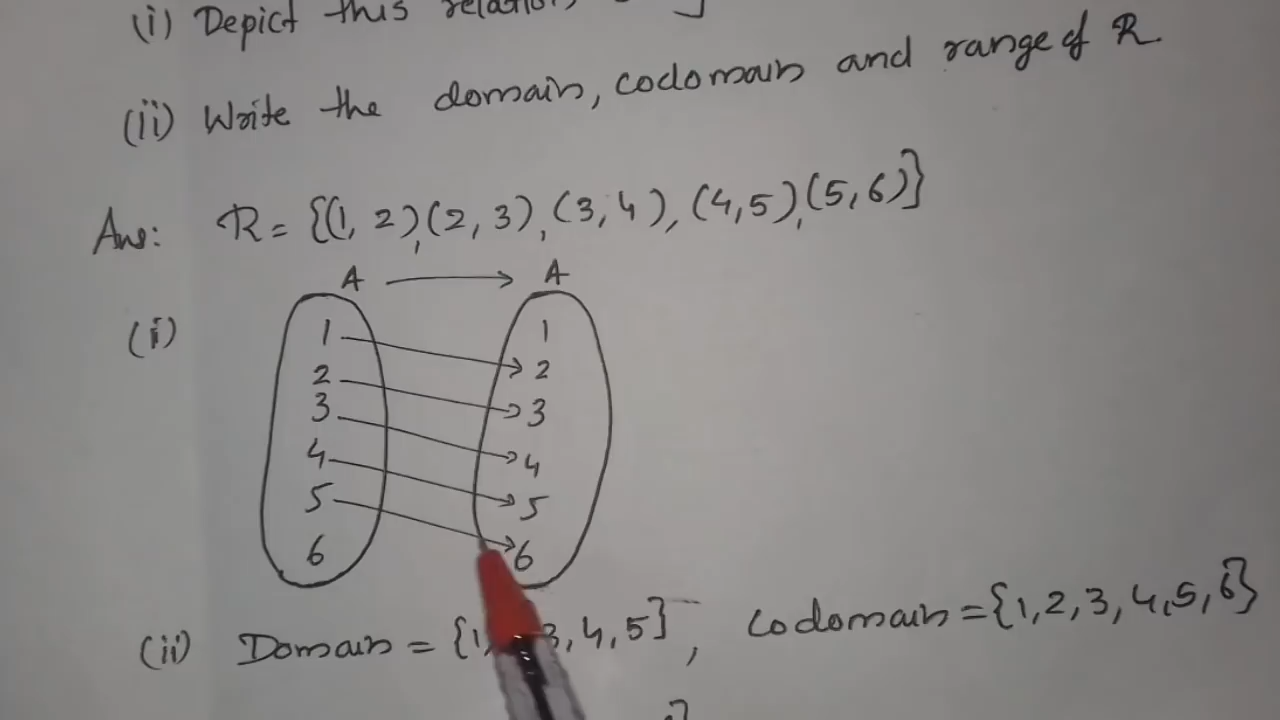 (i) Depict this relation
(ii) Write the domain, codomain and range of R.
Ans: R = {(1, 2), (2, 3), (3, 4), (4,5), (5, 6)}
A → A
(i)
1 1
2 2
3 3
4 4
5 5
6 6
(ii) Domain = {1, 3, 4, 5}, codomain = {1, 2, 3, 4, 5, 6}